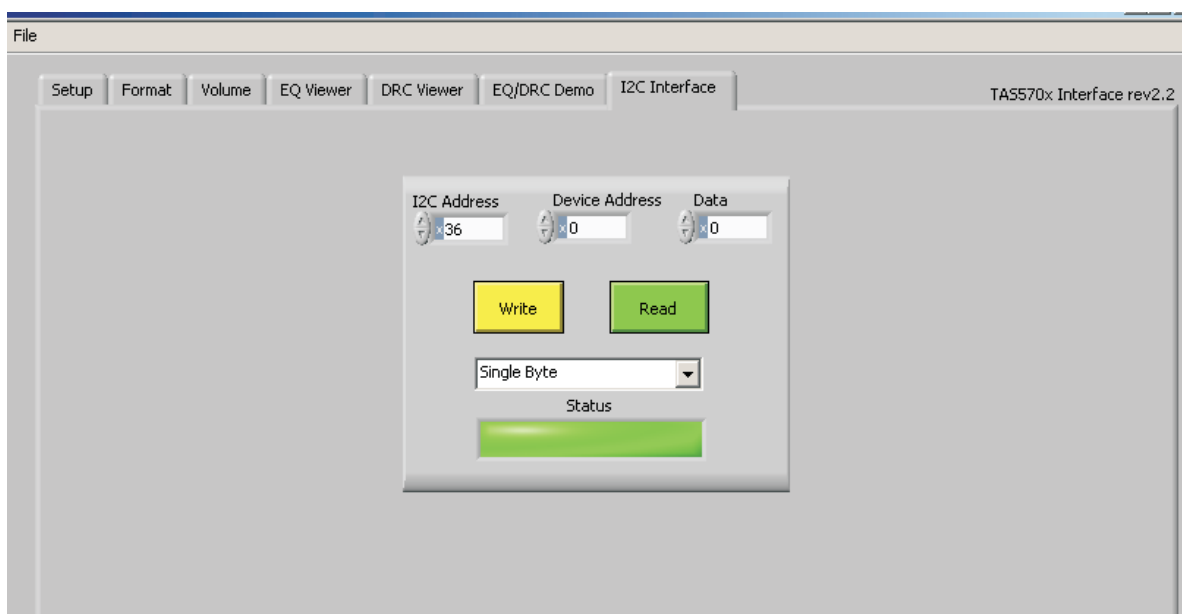 File
Setup Format Volume EQ Viewer DRC Viewer EQ/DRC Demo I2C Interface
TAS570x Interface rev2.2
I2C Address Device Address Data
x36 x0 x0
Write Read
Single Byte
Status